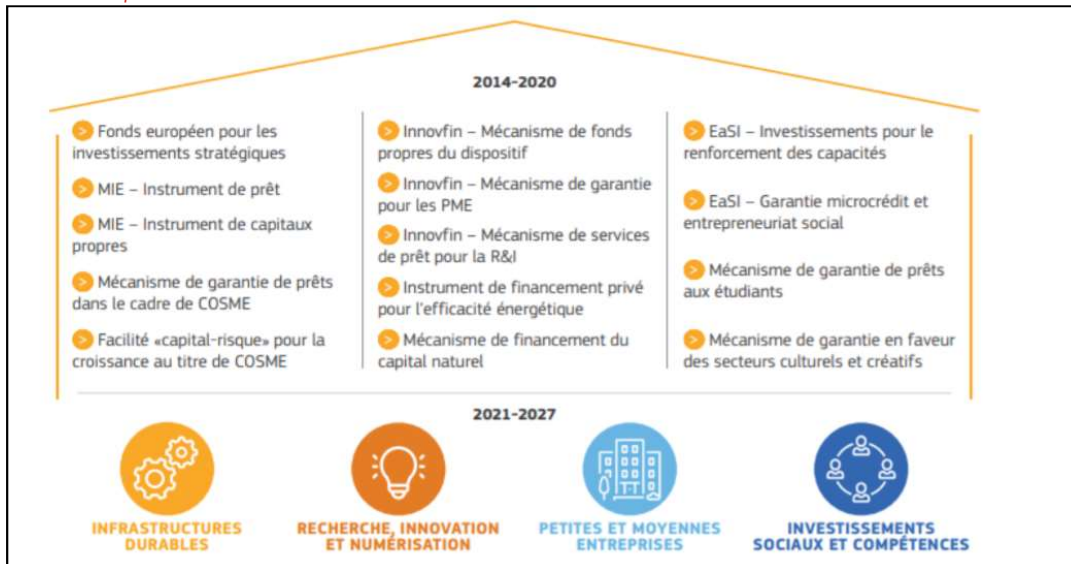 2014-2020
Fonds européen pour les
investissements stratégiques
MIE – Instrument de prêt
MIE – Instrument de capitaux
propres
Mécanisme de garantie de prêts
dans le cadre de COSME
Facilité «capital-risque» pour la
croissance au titre de COSME
Innovfin – Mécanisme de fonds
propres du dispositif
Innovfin – Mécanisme de garantie
pour les PME
Innovfin – Mécanisme de services
de prêt pour la R&I
Instrument de financement privé
pour l'efficacité énergétique
Mécanisme de financement du
capital naturel
EaSI – Investissements pour le
renforcement des capacités
EaSI – Garantie microcrédit et
entrepreneuriat social
Mécanisme de garantie de prêts
aux étudiants
Mécanisme de garantie en faveur
des secteurs culturels et créatifs
2021-2027
INFRASTRUCTURES
DURABLES
RECHERCHE, INNOVATION
ET NUMÉRISATION
PETITES ET MOYENNES
ENTREPRISES
INVESTISSEMENTS
SOCIAUX ET COMPÉTENCES